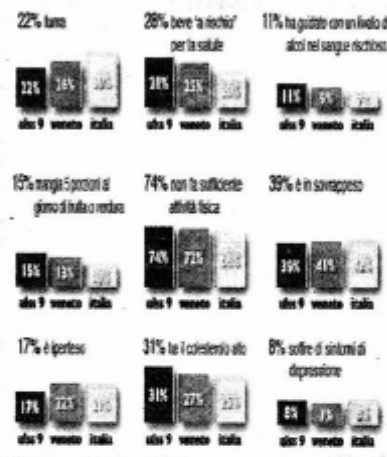 22% fuma
28% beve "a rischio"
per la salute
11% ha guidato con un livello di
alcol nel sangue rischioso
22% 26%
28% 25%
11% 9%
ulss 9 veneto italia
ulss 9 veneto italia
ulss 9 veneto italia
15% mangia 5 porzioni al
giorno di frutta o verdura
74% non fa sufficiente
attività fisica
39% è in sovrappeso
15% 13%
74% 72%
39% 41%
ulss 9 veneto italia
ulss 9 veneto italia
ulss 9 veneto italia
17% è iperteso
31% ha il colesterolo alto
8% soffre di sintomi di
depressione
17% 22%
31% 27%
8% 7%
ulss 9 veneto italia
ulss 9 veneto italia
ulss 9 veneto italia